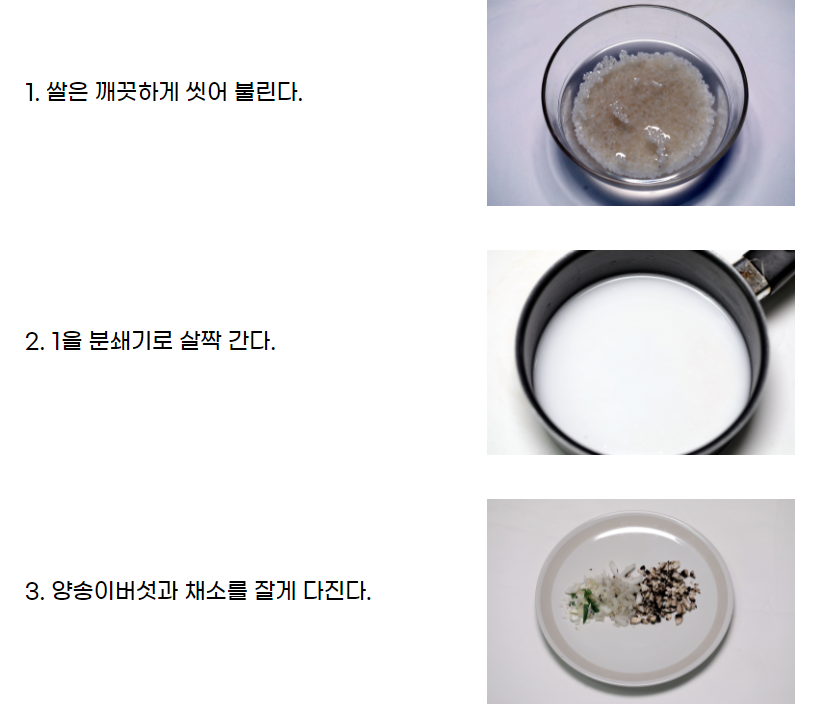 1. 쌀은 깨끗하게 씻어 불린다.
2. 1을 분쇄기로 살짝 간다.
3. 양송이버섯과 채소를 잘게 다진다.